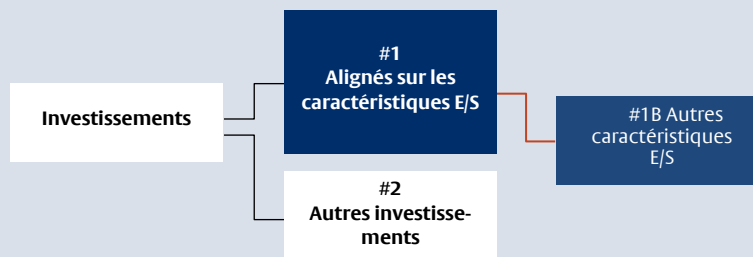 Investissements
#1
Alignés sur les
caractéristiques E/S
#2
Autres investisse-
ments
#1B Autres
caractéristiques
E/S